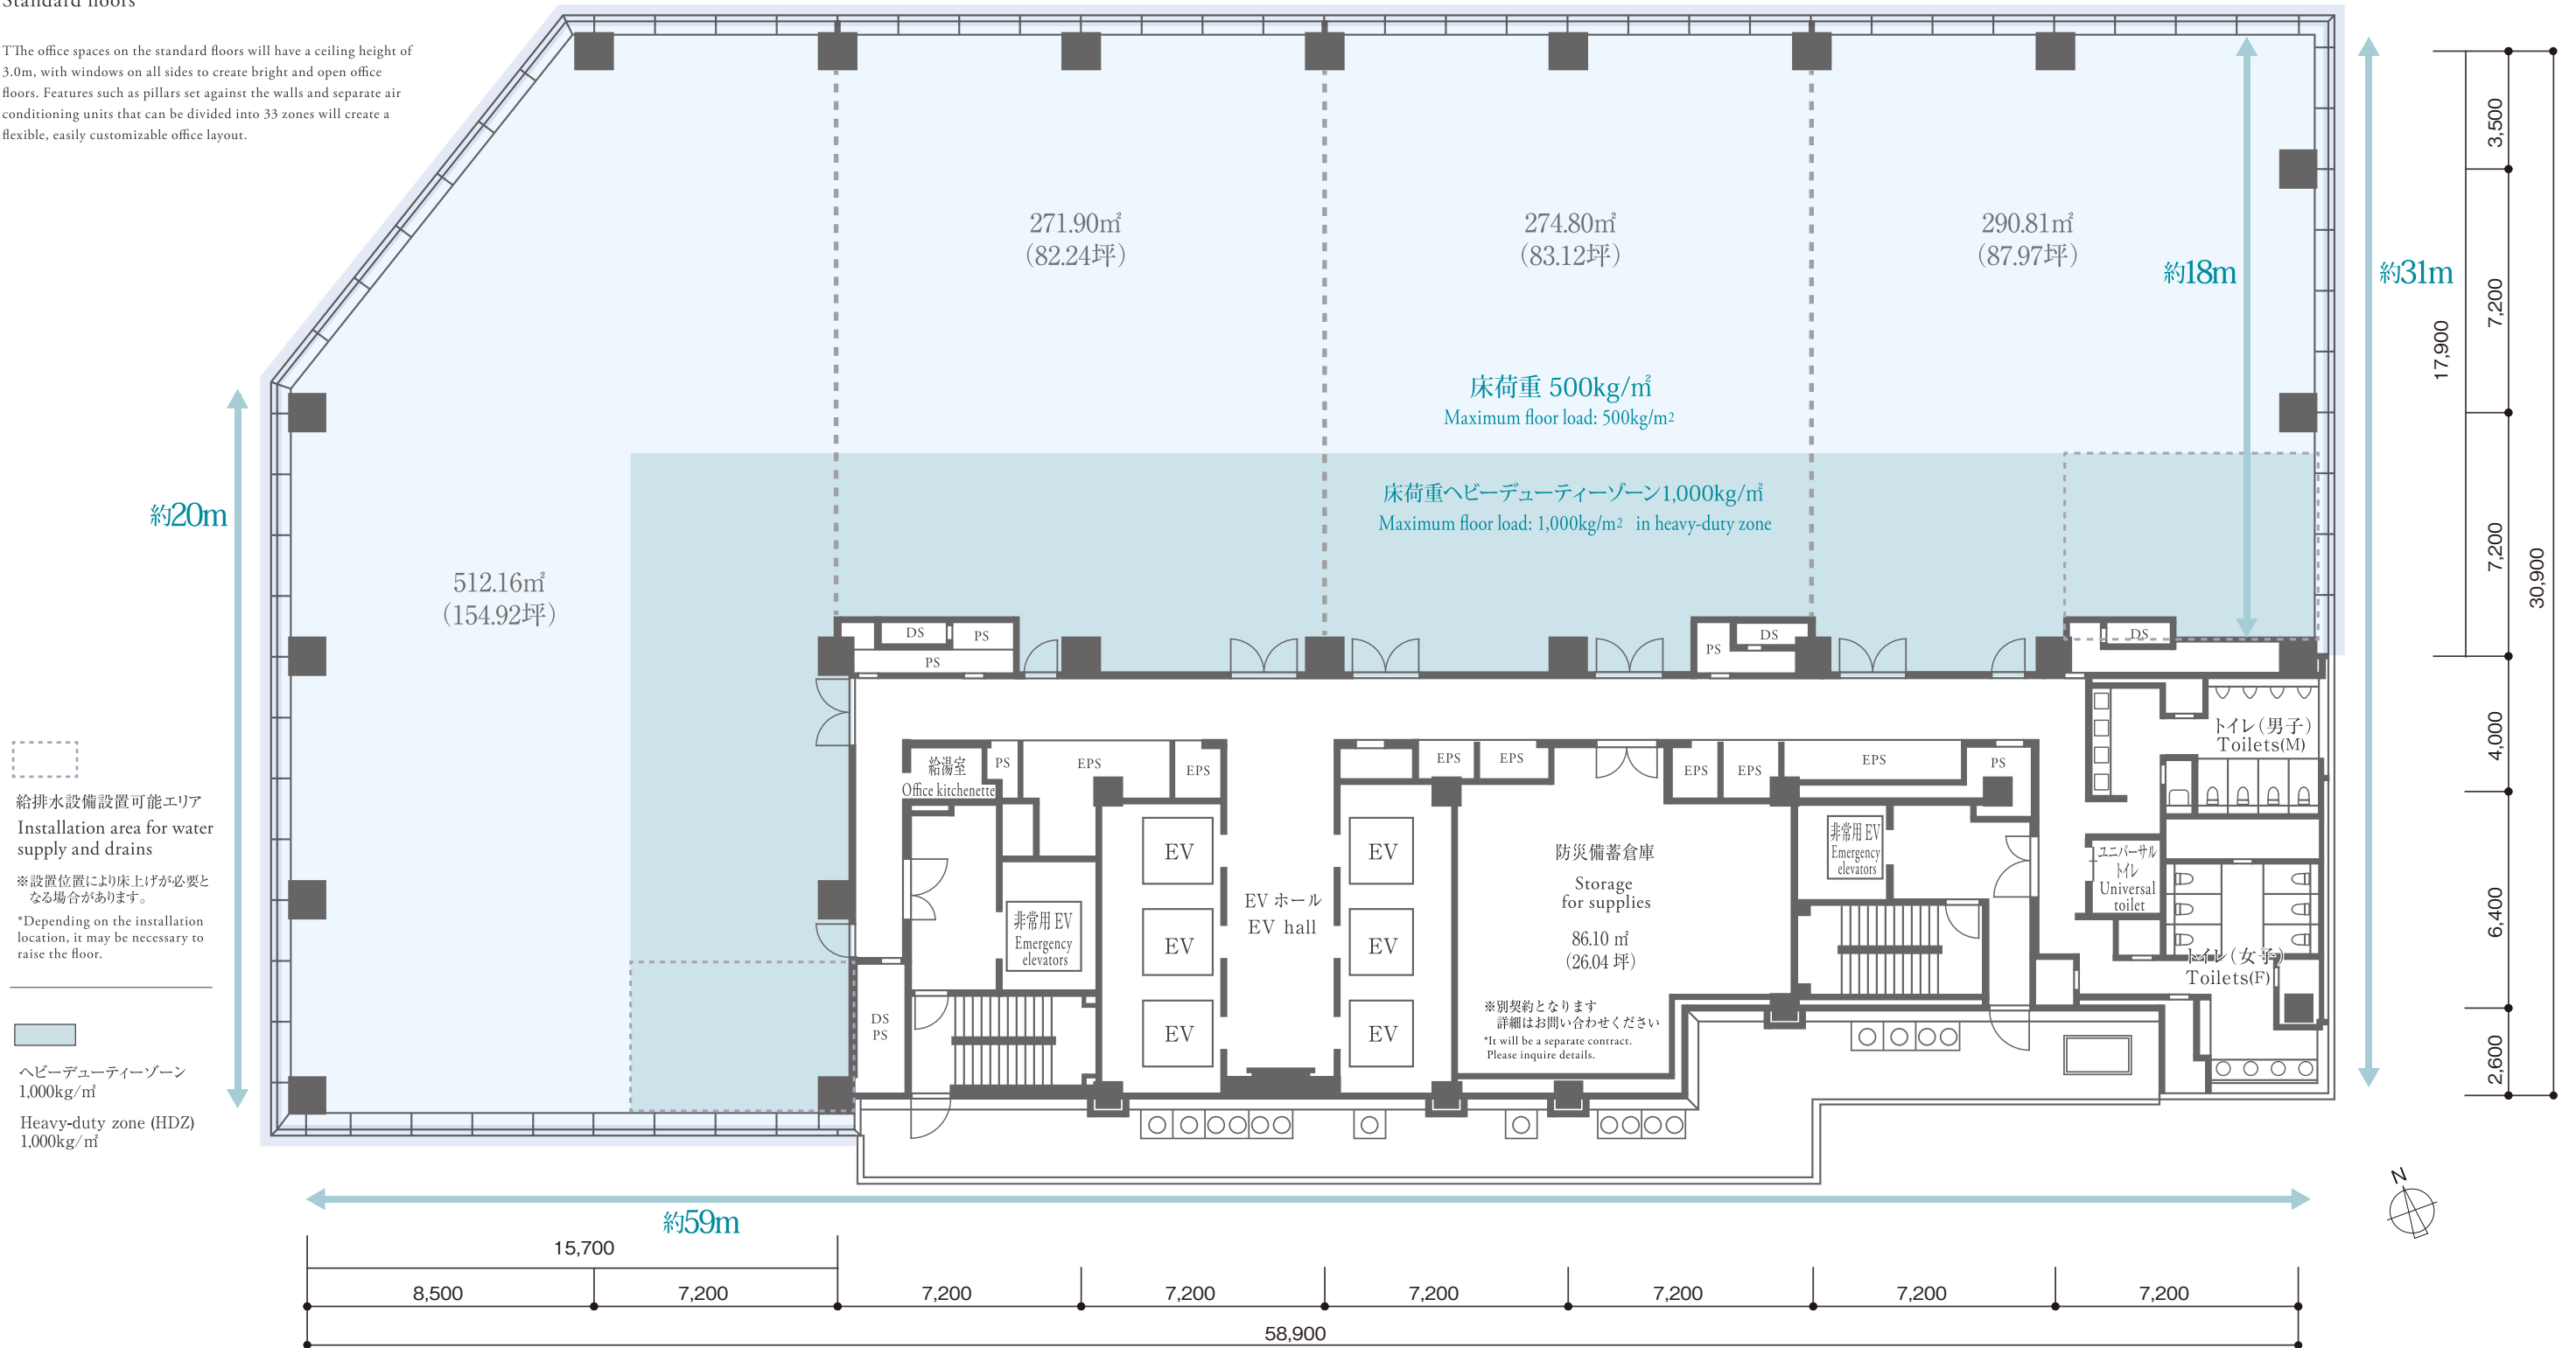 Standard floors
TThe office spaces on the standard floors will have a ceiling height of
3.0m, with windows on all sides to create bright and open office
floors. Features such as pillars set against the walls and separate air
conditioning units that can be divided into 33 zones will create a
flexible, easily customizable office layout.
271.90㎡
(82.24坪)
274.80㎡
(83.12坪)
290.81㎡
(87.97坪)
約18m
約31m
3,500
7,200
17,900
7,200
30,900
4,000
6,400
2,600
床荷重 500kg/㎡
Maximum floor load: 500kg/m2
床荷重ヘビーデューティーゾーン1,000kg/㎡
Maximum floor load: 1,000kg/m2 in heavy-duty zone
約20m
512.16㎡
(154.92坪)
DS
PS
PS
PS
DS
DS
給湯室
Office kitchenette
PS
EPS
EPS
EPS
EPS
EPS
EPS
EPS
PS
トイレ(男子)
Toilets(M)
EV
EV
EV
EV
EV
EV
EV ホール
EV hall
非常用 EV
Emergency
elevators
DS
PS
防災備蓄倉庫
Storage
for supplies
86.10 ㎡
(26.04 坪)
※別契約となります
詳細はお問い合わせください
*It will be a separate contract.
Please inquire details.
非常用 EV
Emergency
elevators
ユニバーサル
トイレ
Universal
toilet
トイレ(女子)
Toilets(F)
給排水設備設置可能エリア
Installation area for water
supply and drains
※設置位置により床上げが必要と
なる場合があります。
*Depending on the installation
location, it may be necessary to
raise the floor.
ヘビーデューティーゾーン
1,000kg/㎡
Heavy-duty zone (HDZ)
1,000kg/㎡
N
約59m
15,700
8,500
7,200
7,200
7,200
7,200
7,200
7,200
7,200
58,900